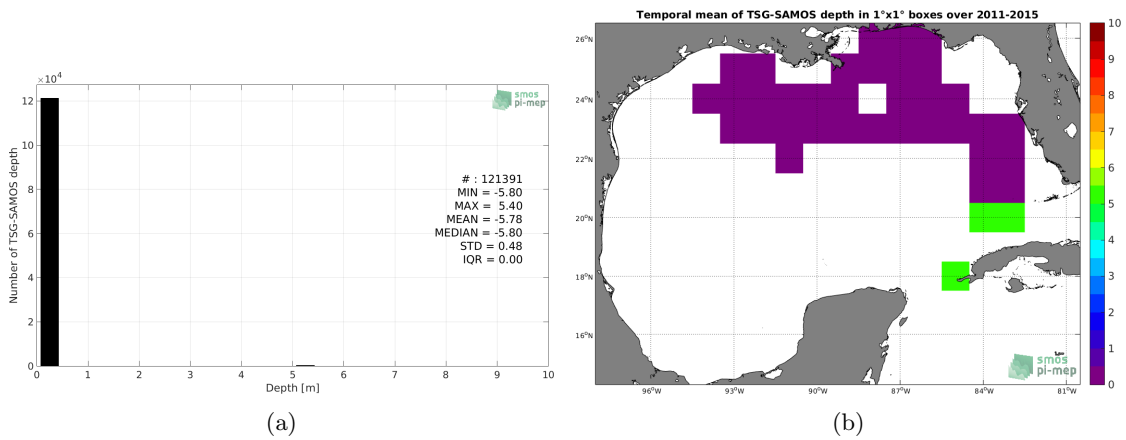 ×10⁴
12
10
8
6
4
2
0
Number of TSG-SAMOS depth
0 1 2 3 4 5 6 7 8 9 10
Depth [m]
smos
pi-mep
# : 121391
MIN = -5.80
MAX = 5.40
MEAN = -5.78
MEDIAN = -5.80
STD = 0.48
IQR = 0.00
(a)
Temporal mean of TSG-SAMOS depth in 1°x1° boxes over 2011-2015
26°N
24°N
22°N
20°N
18°N
16°N
96°W 93°W 90°W 87°W 84°W 81°W
smos
pi-mep
10
9
8
7
6
5
4
3
2
1
0
(b)